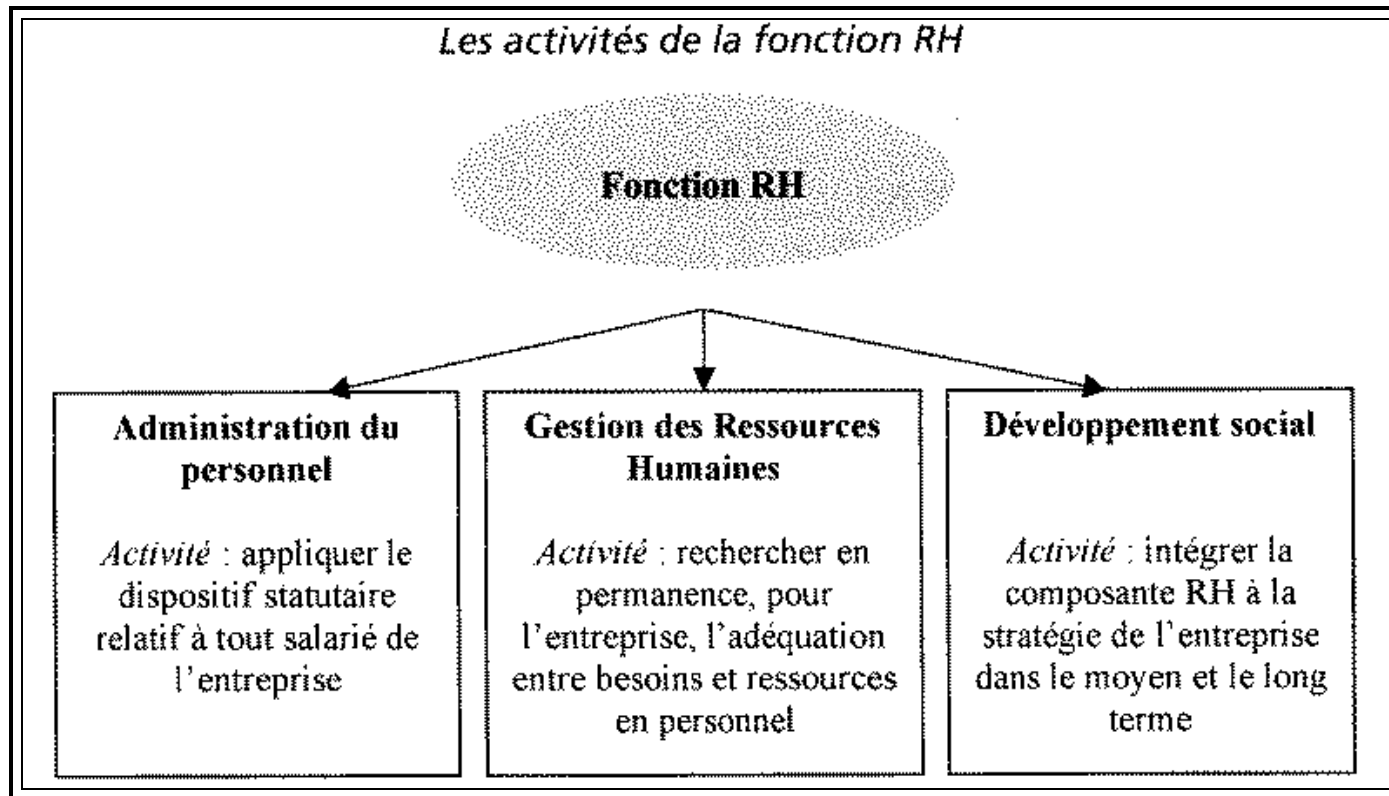 Les activités de la fonction RH
Fonction RH
Administration du
personnel
Activité : appliquer le
dispositif statutaire
relatif à tout salarié de
l'entreprise
Gestion des Ressources
Humaines
Activité : rechercher en
permanence, pour
l'entreprise, l'adéquation
entre besoins et ressources
en personnel
Développement social
Activité : intégrer la
composante RH à la
stratégie de l'entreprise
dans le moyen et le long
terme